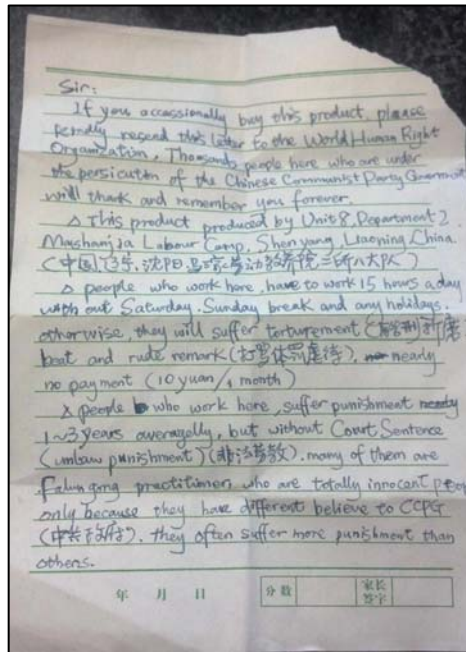 Sir:
If you occassionally buy this product, please
kindly resend this letter to the World Human Right
Organization. Thousands people here who are under
the persicution of the Chinese Communist Party Government
will thank and remember you forever.
△ This product produced by Unit 8, Department 2,
Mashanjia Labour Camp, Shenyang, Liaoning, China.
(中国,辽宁,沈阳,马三家劳动教养院二所八大队)
△ people who work here, have to work 15 hours a day
with out Saturday, Sunday break and any holidays.
otherwise, they will suffer torturement (酷刑折磨)
beat and rude remark (打骂体罚虐待), nearly
no payment (10 yuan/1 month)
△ people who work here, suffer punishment
1~3 years averagelly, but without Court Sentence
(unlaw punishment) (非法劳教). many of them are
Falun gong practitioner, who are totally innocent people
only because they have different believe to CCPG
(中共政府), they often suffer more punishment than
others.
年 月 日
分数
家长
签字